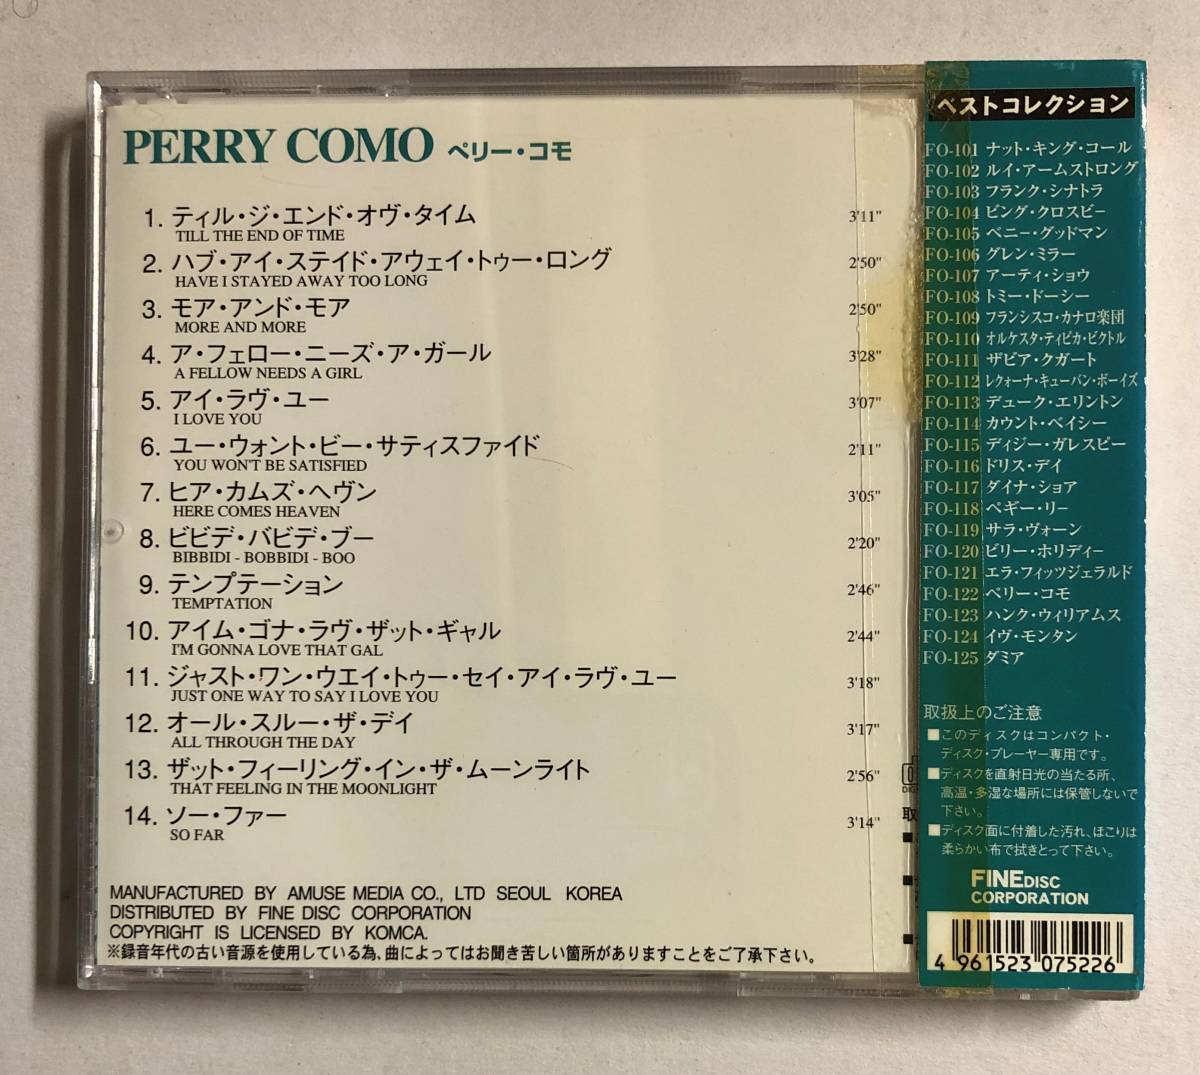 PERRY COMO ペリー・コモ
1. ティル・ジ・エンド・オヴ・タイム 3'11"
TILL THE END OF TIME
2. ハブ・アイ・ステイド・アウェイ・トゥー・ロング 2'50"
HAVE I STAYED AWAY TOO LONG
3. モア・アンド・モア 2'50"
MORE AND MORE
4. ア・フェロー・ニーズ・ア・ガール 3'28"
A FELLOW NEEDS A GIRL
5. アイ・ラヴ・ユー 3'07"
I LOVE YOU
6. ユー・ウォント・ビー・サティスファイド 2'11"
YOU WON'T BE SATISFIED
7. ヒア・カムズ・ヘヴン 3'05"
HERE COMES HEAVEN
8. ビビデ・バビデ・ブー 2'20"
BIBBIDI - BOBBIDI - BOO
9. テンプテーション 2'46"
TEMPTATION
10. アイム・ゴナ・ラヴ・ザット・ギャル 2'44"
I'M GONNA LOVE THAT GAL
11. ジャスト・ワン・ウエイ・トゥー・セイ・アイ・ラヴ・ユー 3'18"
JUST ONE WAY TO SAY I LOVE YOU
12. オール・スルー・ザ・デイ 3'17"
ALL THROUGH THE DAY
13. ザット・フィーリング・イン・ザ・ムーンライト 2'56"
THAT FEELING IN THE MOONLIGHT
14. ソー・ファー 3'14"
SO FAR
MANUFACTURED BY AMUSE MEDIA CO., LTD SEOUL KOREA
DISTRIBUTED BY FINE DISC CORPORATION
COPYRIGHT IS LICENSED BY KOMCA.
※録音年代の古い音源を使用している為、曲によってはお聞き苦しい箇所がありますことをご了承下さい。
ベストコレクション
FO-101 ナット・キング・コール
FO-102 ルイ・アームストロング
FO-103 フランク・シナトラ
FO-104 ビング・クロスビー
FO-105 ベニー・グッドマン
FO-106 グレン・ミラー
FO-107 アーティ・ショウ
FO-108 トミー・ドーシー
FO-109 フランシスコ・カナロ楽団
FO-110 オルケスタ・ティピカ・ビクトル
FO-111 ザビア・クガート
FO-112 レクォーナ・キューバン・ボーイズ
FO-113 デューク・エリントン
FO-114 カウント・ベイシー
FO-115 ディジー・ガレスピー
FO-116 ドリス・デイ
FO-117 ダイナ・ショア
FO-118 ペギー・リー
FO-119 サラ・ヴォーン
FO-120 ビリー・ホリディー
FO-121 エラ・フィッツジェラルド
FO-122 ペリー・コモ
FO-123 ハンク・ウィリアムス
FO-124 イヴ・モンタン
FO-125 ダミア
取扱上のご注意
■このディスクはコンパクト・
ディスク・プレーヤー専用です。
■ディスクを直射日光の当たる所、
高温・多湿な場所には保管しないで
下さい。
■ディスク面に付着した汚れ、ほこりは
柔らかい布で拭きとって下さい。
FINE DISC
CORPORATION
4 961523 075226